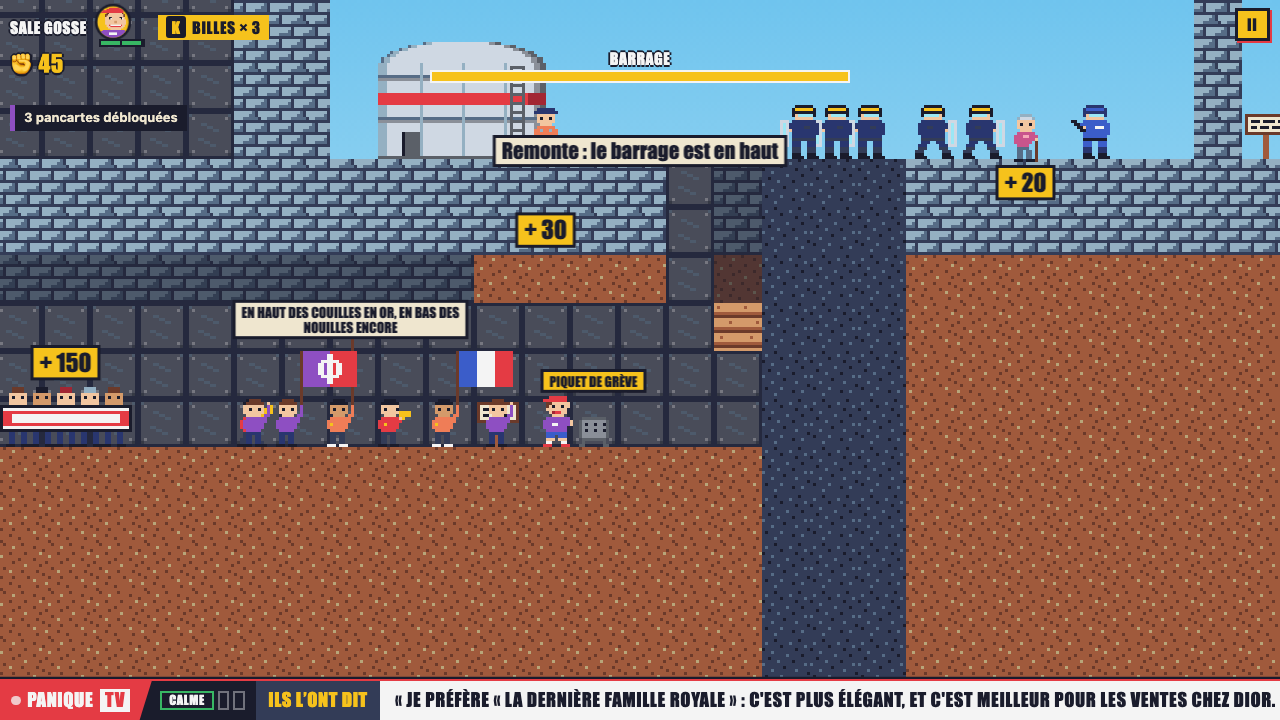 SALE GOSSE
K BILLES × 3
45
3 pancartes débloquées
BARRAGE
Remonte : le barrage est en haut
+ 20
+ 30
EN HAUT DES COUILLES EN OR, EN BAS DES
NOUILLES ENCORE
+ 150
PIQUET DE GRÈVE
PANIQUE TV
CALME
ILS L'ONT DIT
« JE PRÉFÈRE « LA DERNIÈRE FAMILLE ROYALE » : C'EST PLUS ÉLÉGANT, ET C'EST MEILLEUR POUR LES VENTES CHEZ DIOR.